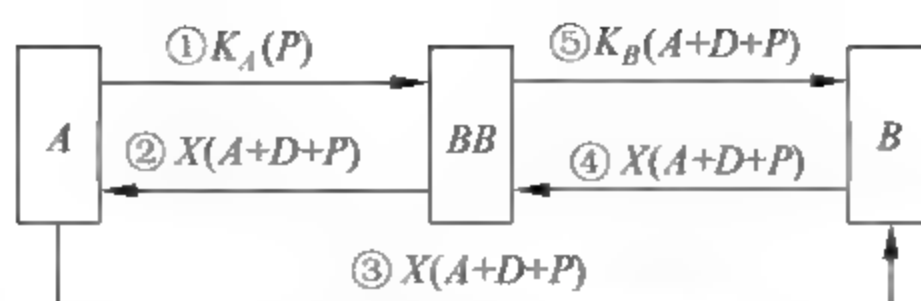 ①K_A(P) ⑤K_B(A+D+P)
A ② X(A+D+P) BB ④ X(A+D+P) B
③ X(A+D+P)